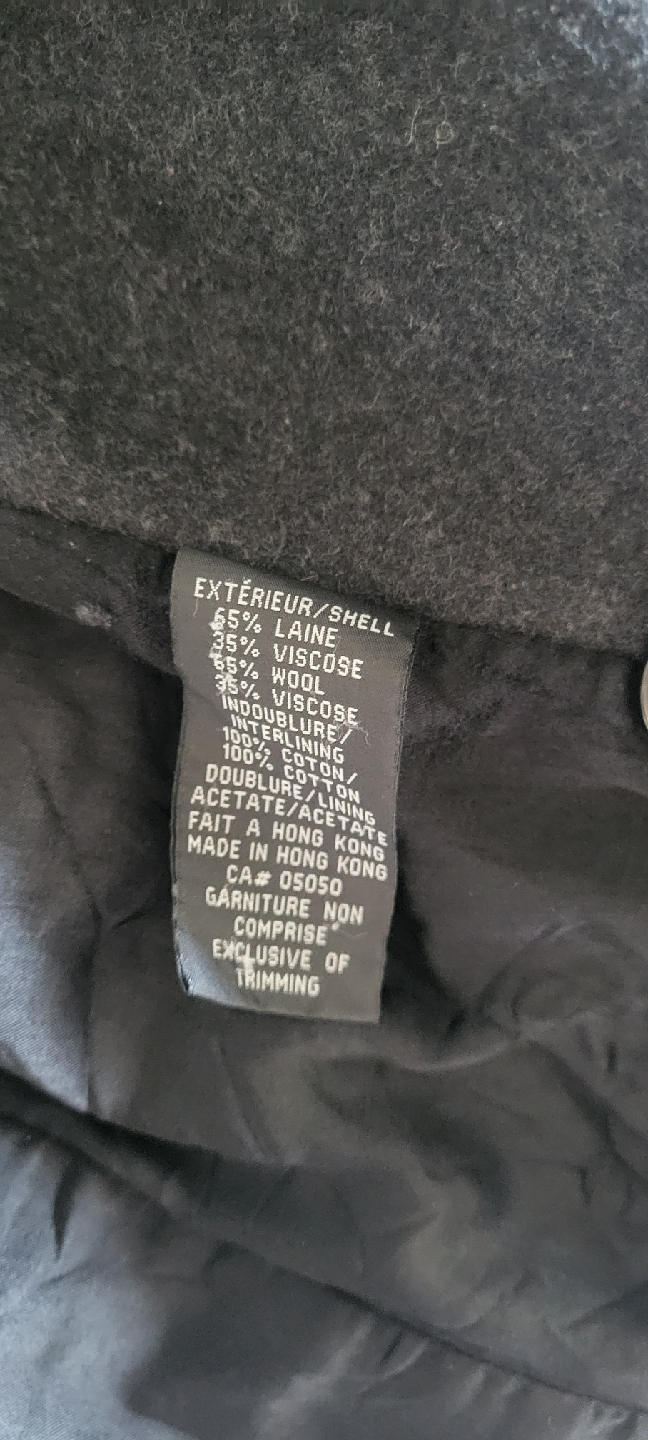 EXTÉRIEUR/SHELL
65% LAINE
35% VISCOSE
65% WOOL
35% VISCOSE
INDOUBLURE/
INTERLINING
100% COTON/
100% COTTON
DOUBLURE/LINING
ACETATE/ACETATE
FAIT A HONG KONG
MADE IN HONG KONG
CA# 05050
GARNITURE NON
COMPRISE
EXCLUSIVE OF
TRIMMING